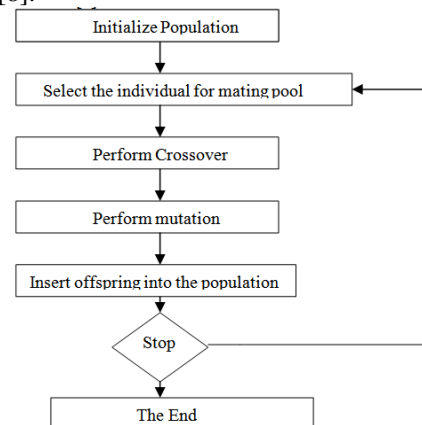 [8].
Initialize Population
Select the individual for mating pool
Perform Crossover
Perform mutation
Insert offspring into the population
Stop
The End